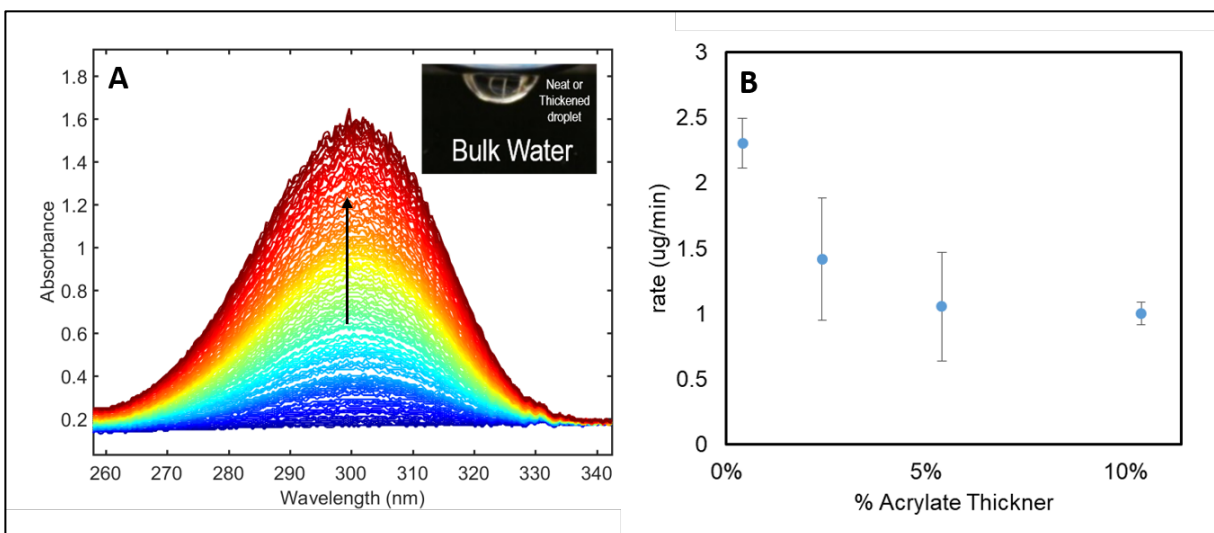 A
Neat or
Thickened
droplet
Bulk Water
1.8
1.6
1.4
1.2
1
0.8
0.6
0.4
0.2
Absorbance
260 270 280 290 300 310 320 330 340
Wavelength (nm)
B
3
2.5
2
1.5
1
0.5
0
rate (ug/min)
0% 5% 10%
% Acrylate Thickner